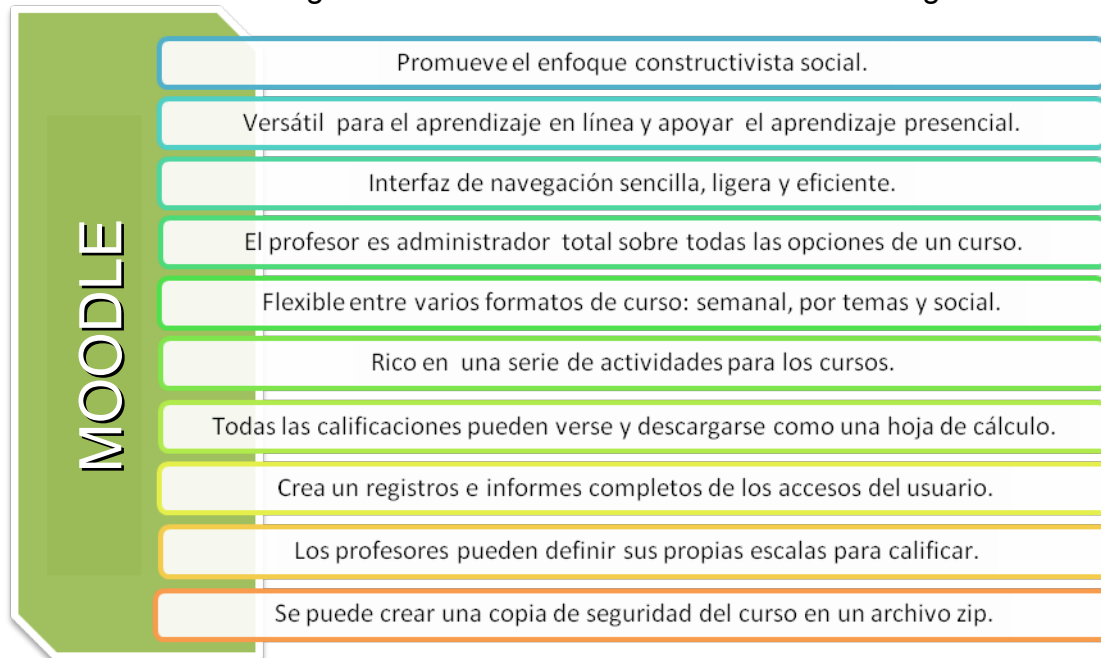 MOODLE
Promueve el enfoque constructivista social.
Versátil para el aprendizaje en línea y apoyar el aprendizaje presencial.
Interfaz de navegación sencilla, ligera y eficiente.
El profesor es administrador total sobre todas las opciones de un curso.
Flexible entre varios formatos de curso: semanal, por temas y social.
Rico en una serie de actividades para los cursos.
Todas las calificaciones pueden verse y descargarse como una hoja de cálculo.
Crea un registros e informes completos de los accesos del usuario.
Los profesores pueden definir sus propias escalas para calificar.
Se puede crear una copia de seguridad del curso en un archivo zip.